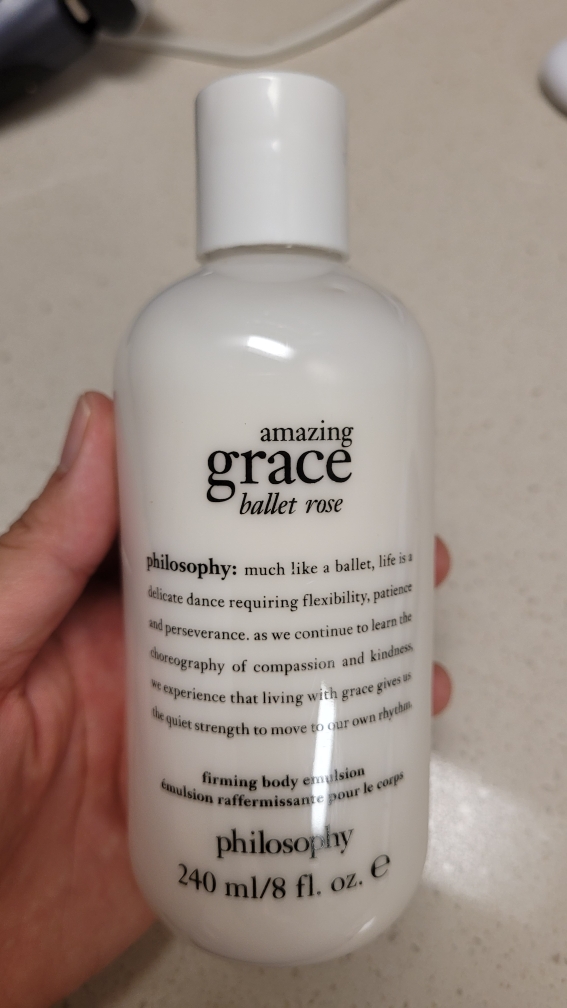 amazing
grace
ballet rose
philosophy: much like a ballet, life is a
delicate dance requiring flexibility, patience
and perseverance. as we continue to learn the
choreography of compassion and kindness,
we experience that living with grace gives us
the quiet strength to move to our own rhythm.
firming body emulsion
émulsion raffermissante pour le corps
philosophy
240 ml/8 fl. oz. ℮